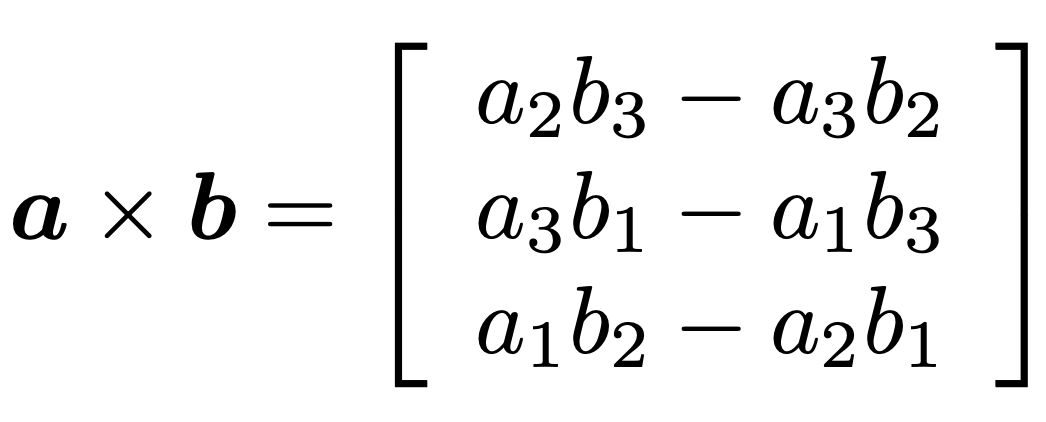 a₂b₃ − a₃b₂
a × b = a₃b₁ − a₁b₃
a₁b₂ − a₂b₁